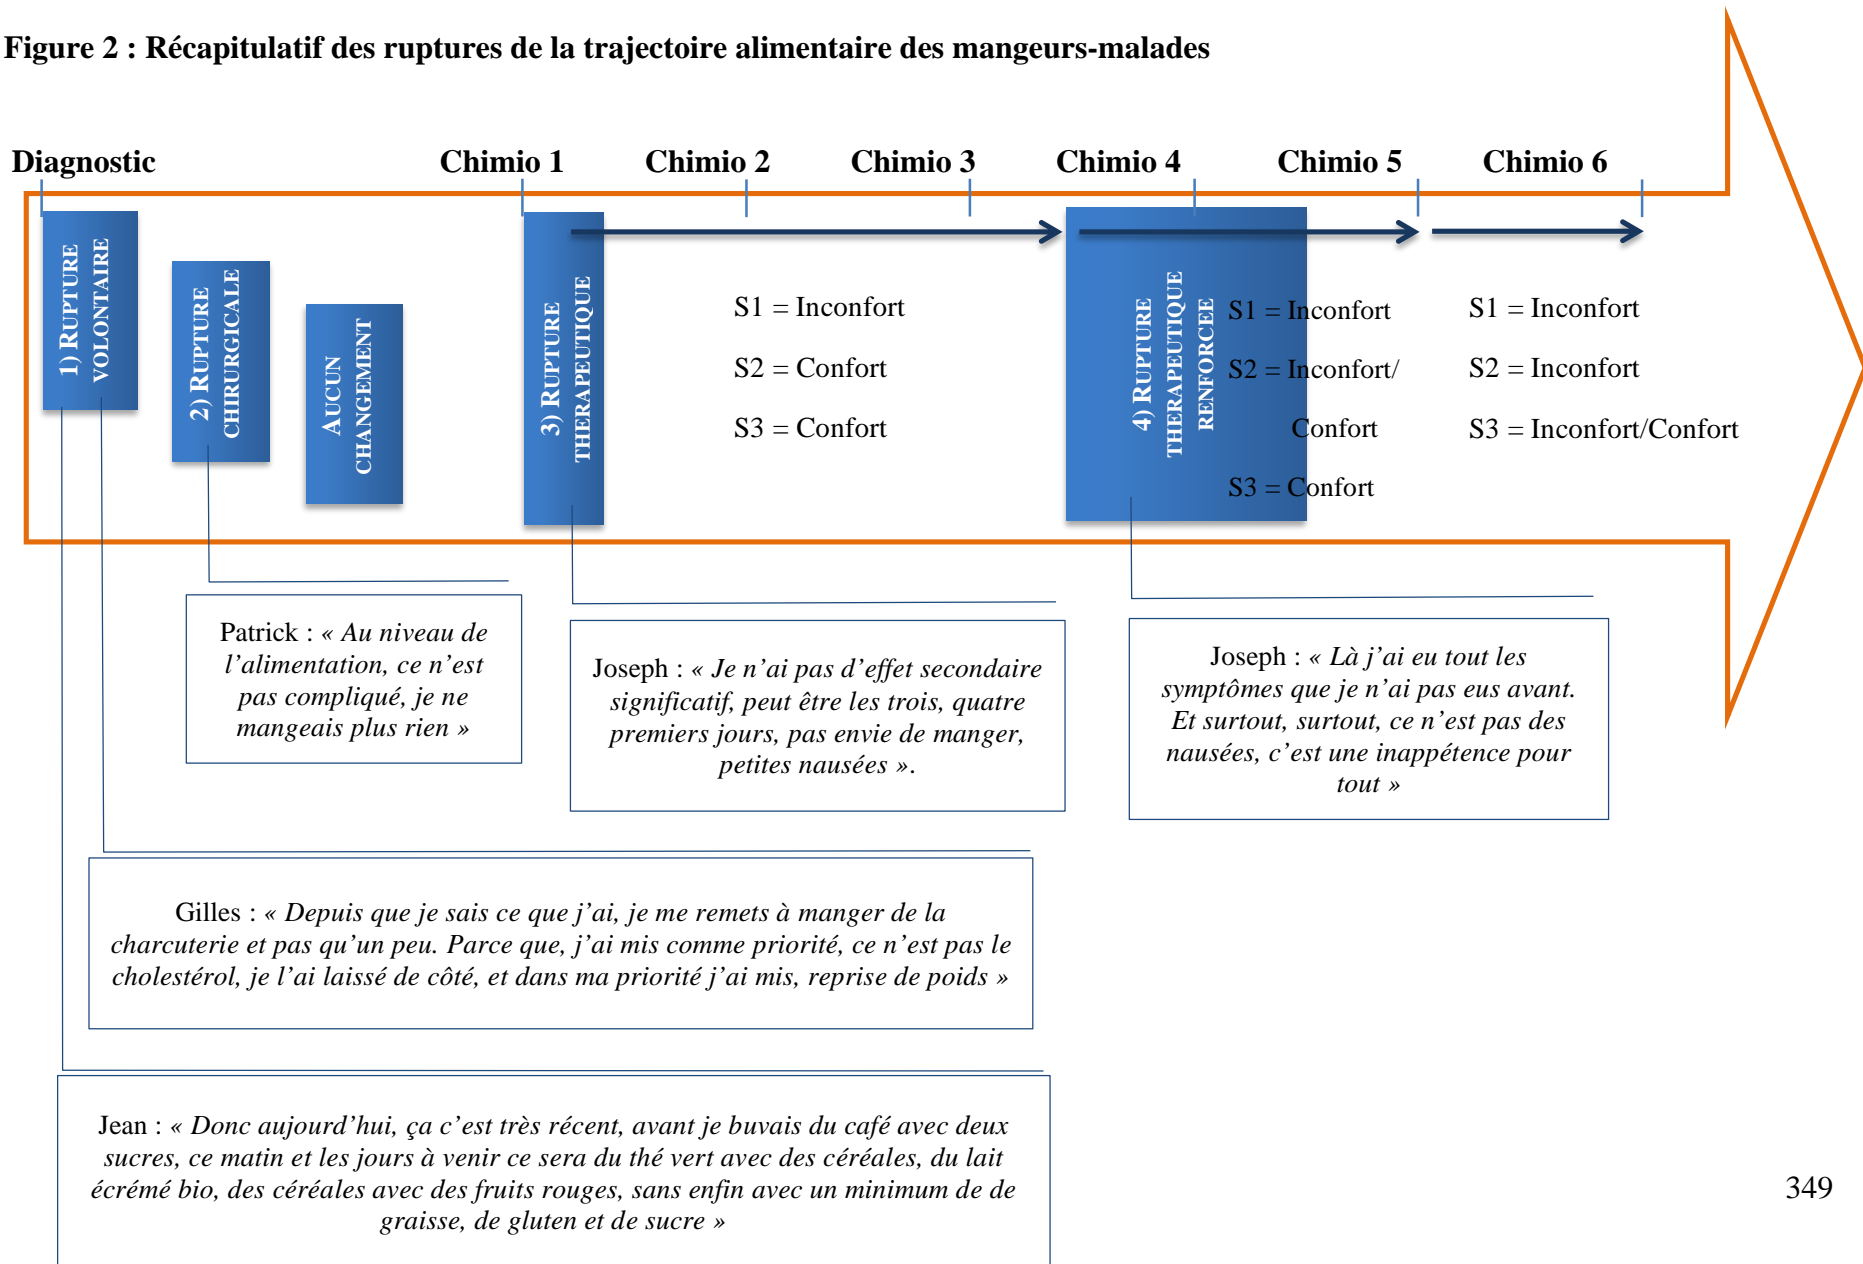 Figure 2 : Récapitulatif des ruptures de la trajectoire alimentaire des mangeurs-malades
Diagnostic
Chimio 1
Chimio 2
Chimio 3
Chimio 4
Chimio 5
Chimio 6
1) RUPTURE
VOLONTAIRE
2) RUPTURE
CHIRURGICALE
AUCUN
CHANGEMENT
3) RUPTURE
THERAPEUTIQUE
S1 = Inconfort
S2 = Confort
S3 = Confort
4) RUPTURE
THERAPEUTIQUE
RENFORCEE
S1 = Inconfort
S2 = Inconfort/
Confort
S3 = Confort
S1 = Inconfort
S2 = Inconfort
S3 = Inconfort/Confort
Patrick : « Au niveau de
l’alimentation, ce n’est
pas compliqué, je ne
mangeais plus rien »
Joseph : « Je n’ai pas d’effet secondaire
significatif, peut être les trois, quatre
premiers jours, pas envie de manger,
petites nausées ».
Joseph : « Là j’ai eu tout les
symptômes que je n’ai pas eus avant.
Et surtout, surtout, ce n’est pas des
nausées, c’est une inappétence pour
tout »
Gilles : « Depuis que je sais ce que j’ai, je me remets à manger de la
charcuterie et pas qu’un peu. Parce que, j’ai mis comme priorité, ce n’est pas le
cholestérol, je l’ai laissé de côté, et dans ma priorité j’ai mis, reprise de poids »
Jean : « Donc aujourd’hui, ça c’est très récent, avant je buvais du café avec deux
sucres, ce matin et les jours à venir ce sera du thé vert avec des céréales, du lait
écrémé bio, des céréales avec des fruits rouges, sans enfin avec un minimum de de
graisse, de gluten et de sucre »
349